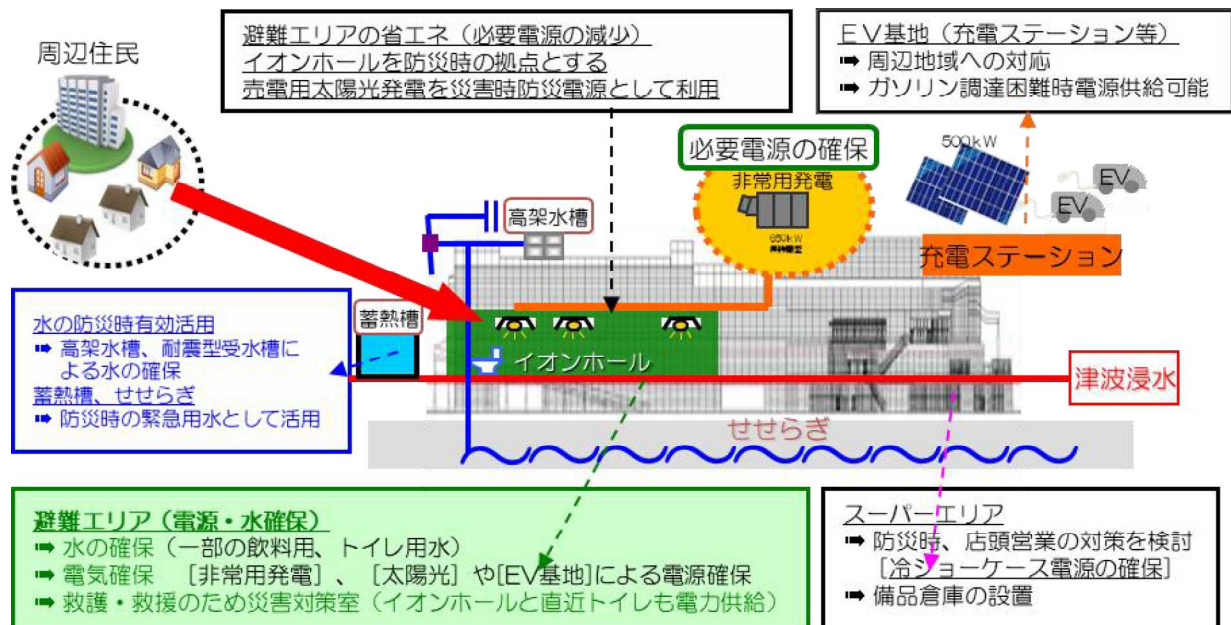 周辺住民
避難エリアの省エネ（必要電源の減少）
イオンホールを防災時の拠点とする
売電用太陽光発電を災害時防災電源として利用
ＥＶ基地（充電ステーション等）
➡ 周辺地域への対応
➡ ガソリン調達困難時電源供給可能
必要電源の確保
非常用発電
500kW
EV
EV
充電ステーション
高架水槽
蓄熱槽
イオンホール
水の防災時有効活用
➡ 高架水槽、耐震型受水槽に
よる水の確保
蓄熱槽、せせらぎ
➡ 防災時の緊急用水として活用
津波浸水
せせらぎ
避難エリア（電源・水確保）
➡ 水の確保（一部の飲料用、トイレ用水）
➡ 電気確保　[非常用発電]、[太陽光]や[EV基地]による電源確保
➡ 救護・救援のため災害対策室（イオンホールと直近トイレも電力供給）
スーパーエリア
➡ 防災時、店頭営業の対策を検討
[冷ショーケース電源の確保]
➡ 備品倉庫の設置